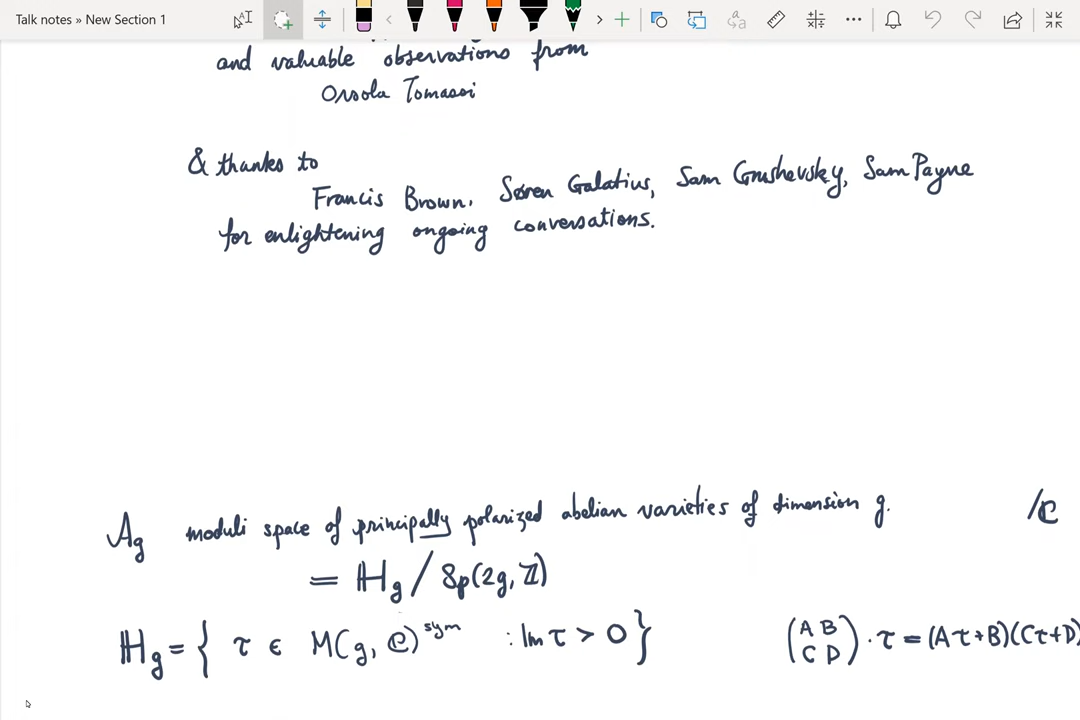 Talk notes » New Section 1
and valuable observations from
Orsola Tomassi
& thanks to
Francis Brown, Søren Galatius, Sam Grushevsky, Sam Payne
for enlightening ongoing conversations.
A_g moduli space of principally polarized abelian varieties of dimension g. /ℂ
= ℍ_g / Sp(2g, ℤ)
ℍ_g = { τ ∈ M(g, ℂ)^sym : Im τ > 0 } (A B C D) · τ = (Aτ+B)(Cτ+D)